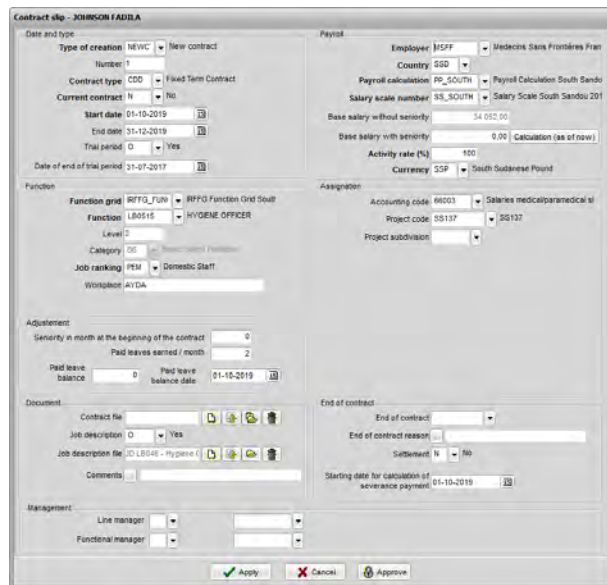 Contract slip - JOHNSON FADILA
Date and type
Type of creation NEWC New contract
Number 1
Contract type CDD Fixed Term Contract
Current contract N No
Start date 01-10-2019
End date 31-12-2019
Trial period O Yes
Date of end of trial period 31-07-2017
Payroll
Employer MSFF Medecins Sans Frontières Fran
Country SSD
Payroll calculation PP_SOUTH Payroll Calculation South Sando
Salary scale number SS_SOUTH Salary Scale South Sandou 201
Base salary without seniority 34 052,00
Base salary with seniority 0,00 Calculation (as of now)
Activity rate (%) 100
Currency SSP South Sudanese Pound
Function
Function grid IRFFG_FUN IRFFG Function Grid Sout
Function LB0515 HYGIENE OFFICER
Level 5
Category
Job ranking PEM Domestic Staff
Workplace AYDA
Assignation
Accounting code 66003 Salaries medical/paramedical sl
Project code SS137 SS137
Project subdivision
Adjustement
Seniority in month at the beginning of the contract 0
Paid leaves earned / month 2
Paid leave balance 0 Paid leave balance date 01-10-2019
Document
Contract file
Job description O Yes
Job description file JD LB046 - Hygiene
Comments
End of contract
End of contract
End of contract reason
Settlement N No
Starting date for calculation of severance payment 01-10-2019
Management
Line manager
Functional manager
Apply Cancel Approve